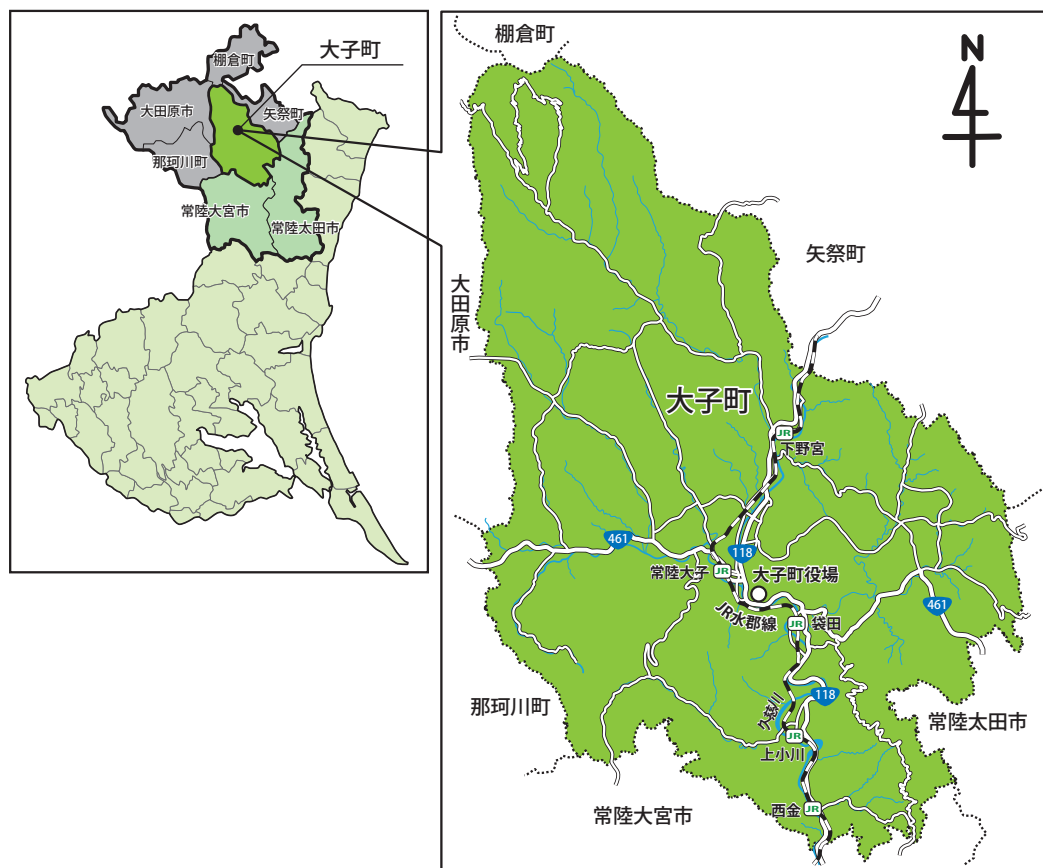 棚倉町
大子町
大田原市
矢祭町
那珂川町
常陸大宮市
常陸太田市
棚倉町
N
矢祭町
大田原市
大子町
JR
下野宮
461
118
常陸大子
JR
大子町役場
JR水郡線
JR
袋田
461
那珂川町
久慈川
118
常陸太田市
JR
上小川
常陸大宮市
西金
JR